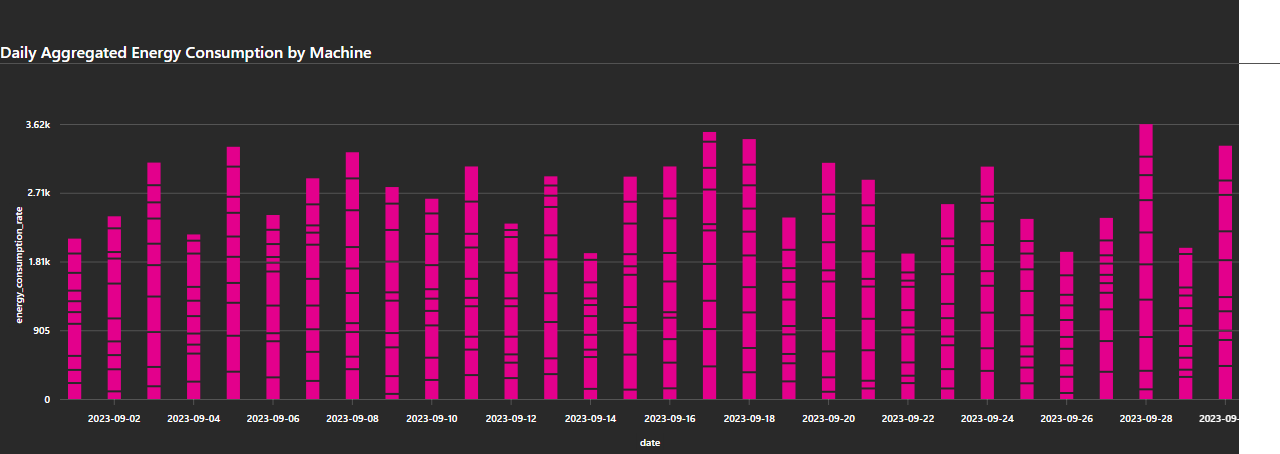 Daily Aggregated Energy Consumption by Machine
3.62k
2.71k
1.81k
905
0
energy_consumption_rate
2023-09-02 2023-09-04 2023-09-06 2023-09-08 2023-09-10 2023-09-12 2023-09-14 2023-09-16 2023-09-18 2023-09-20 2023-09-22 2023-09-24 2023-09-26 2023-09-28 2023-09-
date